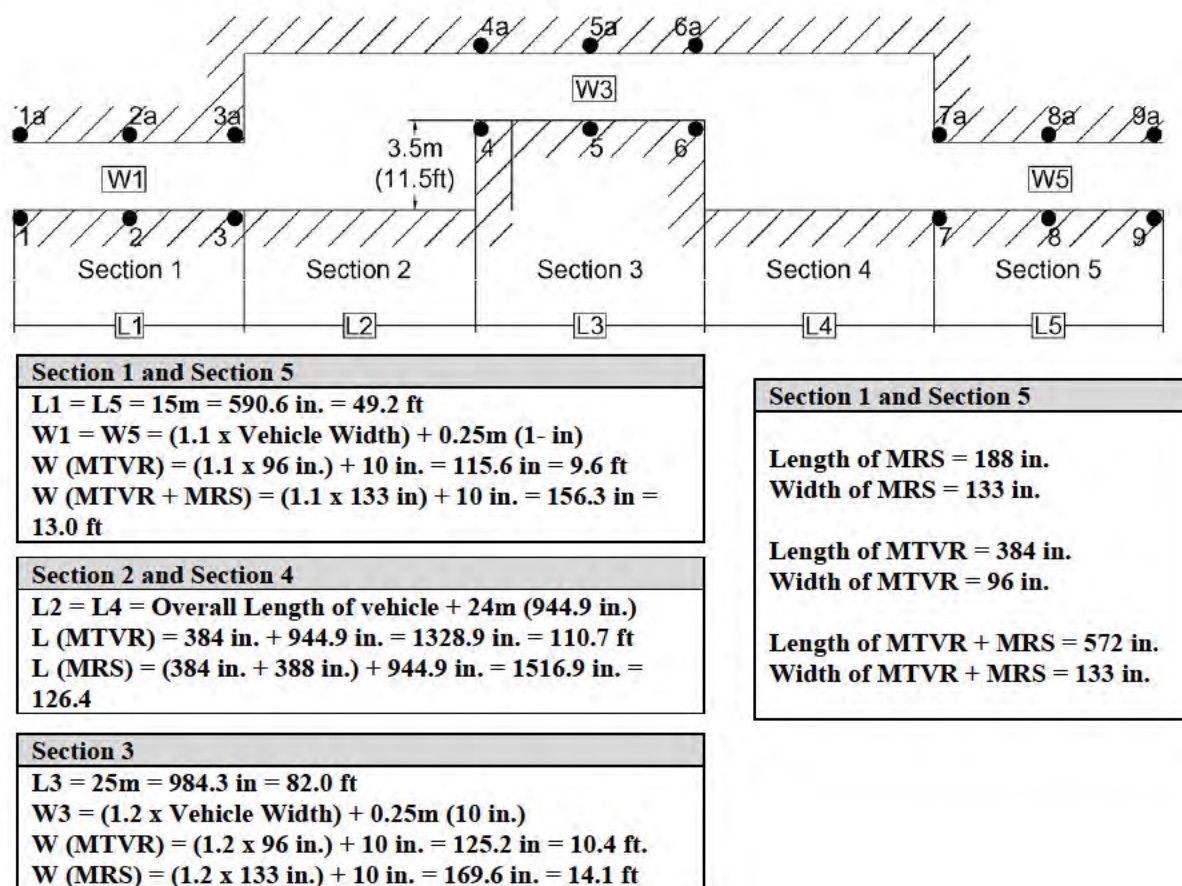 4a 5a 6a
W3
1a 2a 3a 7a 8a 9a
3.5m
(11.5ft)
4 5 6
W1 W5
1 2 3 7 8 9
Section 1 Section 2 Section 3 Section 4 Section 5
L1 L2 L3 L4 L5
Section 1 and Section 5
L1 = L5 = 15m = 590.6 in. = 49.2 ft
W1 = W5 = (1.1 x Vehicle Width) + 0.25m (1- in)
W (MTVR) = (1.1 x 96 in.) + 10 in. = 115.6 in = 9.6 ft
W (MTVR + MRS) = (1.1 x 133 in) + 10 in. = 156.3 in =
13.0 ft
Section 2 and Section 4
L2 = L4 = Overall Length of vehicle + 24m (944.9 in.)
L (MTVR) = 384 in. + 944.9 in. = 1328.9 in. = 110.7 ft
L (MRS) = (384 in. + 388 in.) + 944.9 in. = 1516.9 in. =
126.4
Section 3
L3 = 25m = 984.3 in = 82.0 ft
W3 = (1.2 x Vehicle Width) + 0.25m (10 in.)
W (MTVR) = (1.2 x 96 in.) + 10 in. = 125.2 in = 10.4 ft.
W (MRS) = (1.2 x 133 in.) + 10 in. = 169.6 in. = 14.1 ft
Section 1 and Section 5
Length of MRS = 188 in.
Width of MRS = 133 in.
Length of MTVR = 384 in.
Width of MTVR = 96 in.
Length of MTVR + MRS = 572 in.
Width of MTVR + MRS = 133 in.